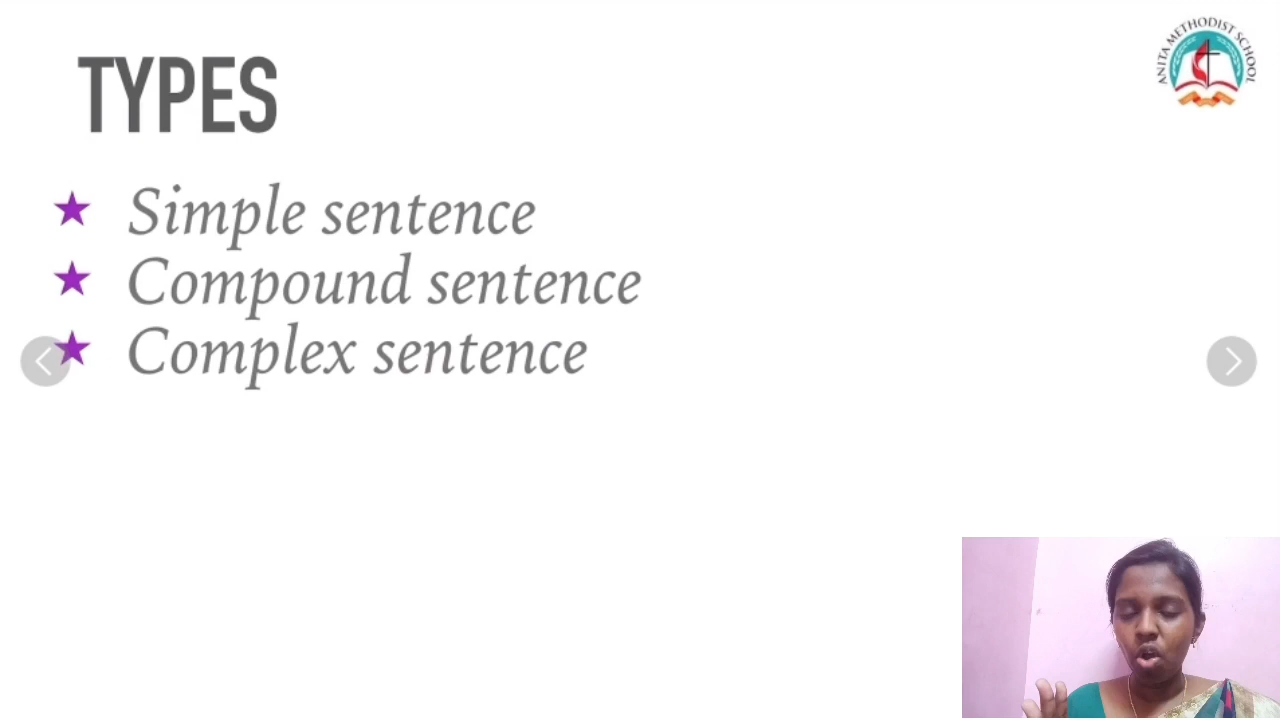 TYPES
ANITA METHODIST SCHOOL
Simple sentence
Compound sentence
Complex sentence